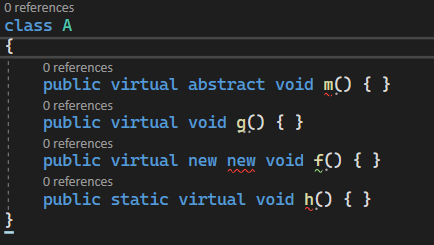 0 references
class A
{
0 references
public virtual abstract void m() { }
0 references
public virtual void g() { }
0 references
public virtual new new void f() { }
0 references
public static virtual void h() { }
}